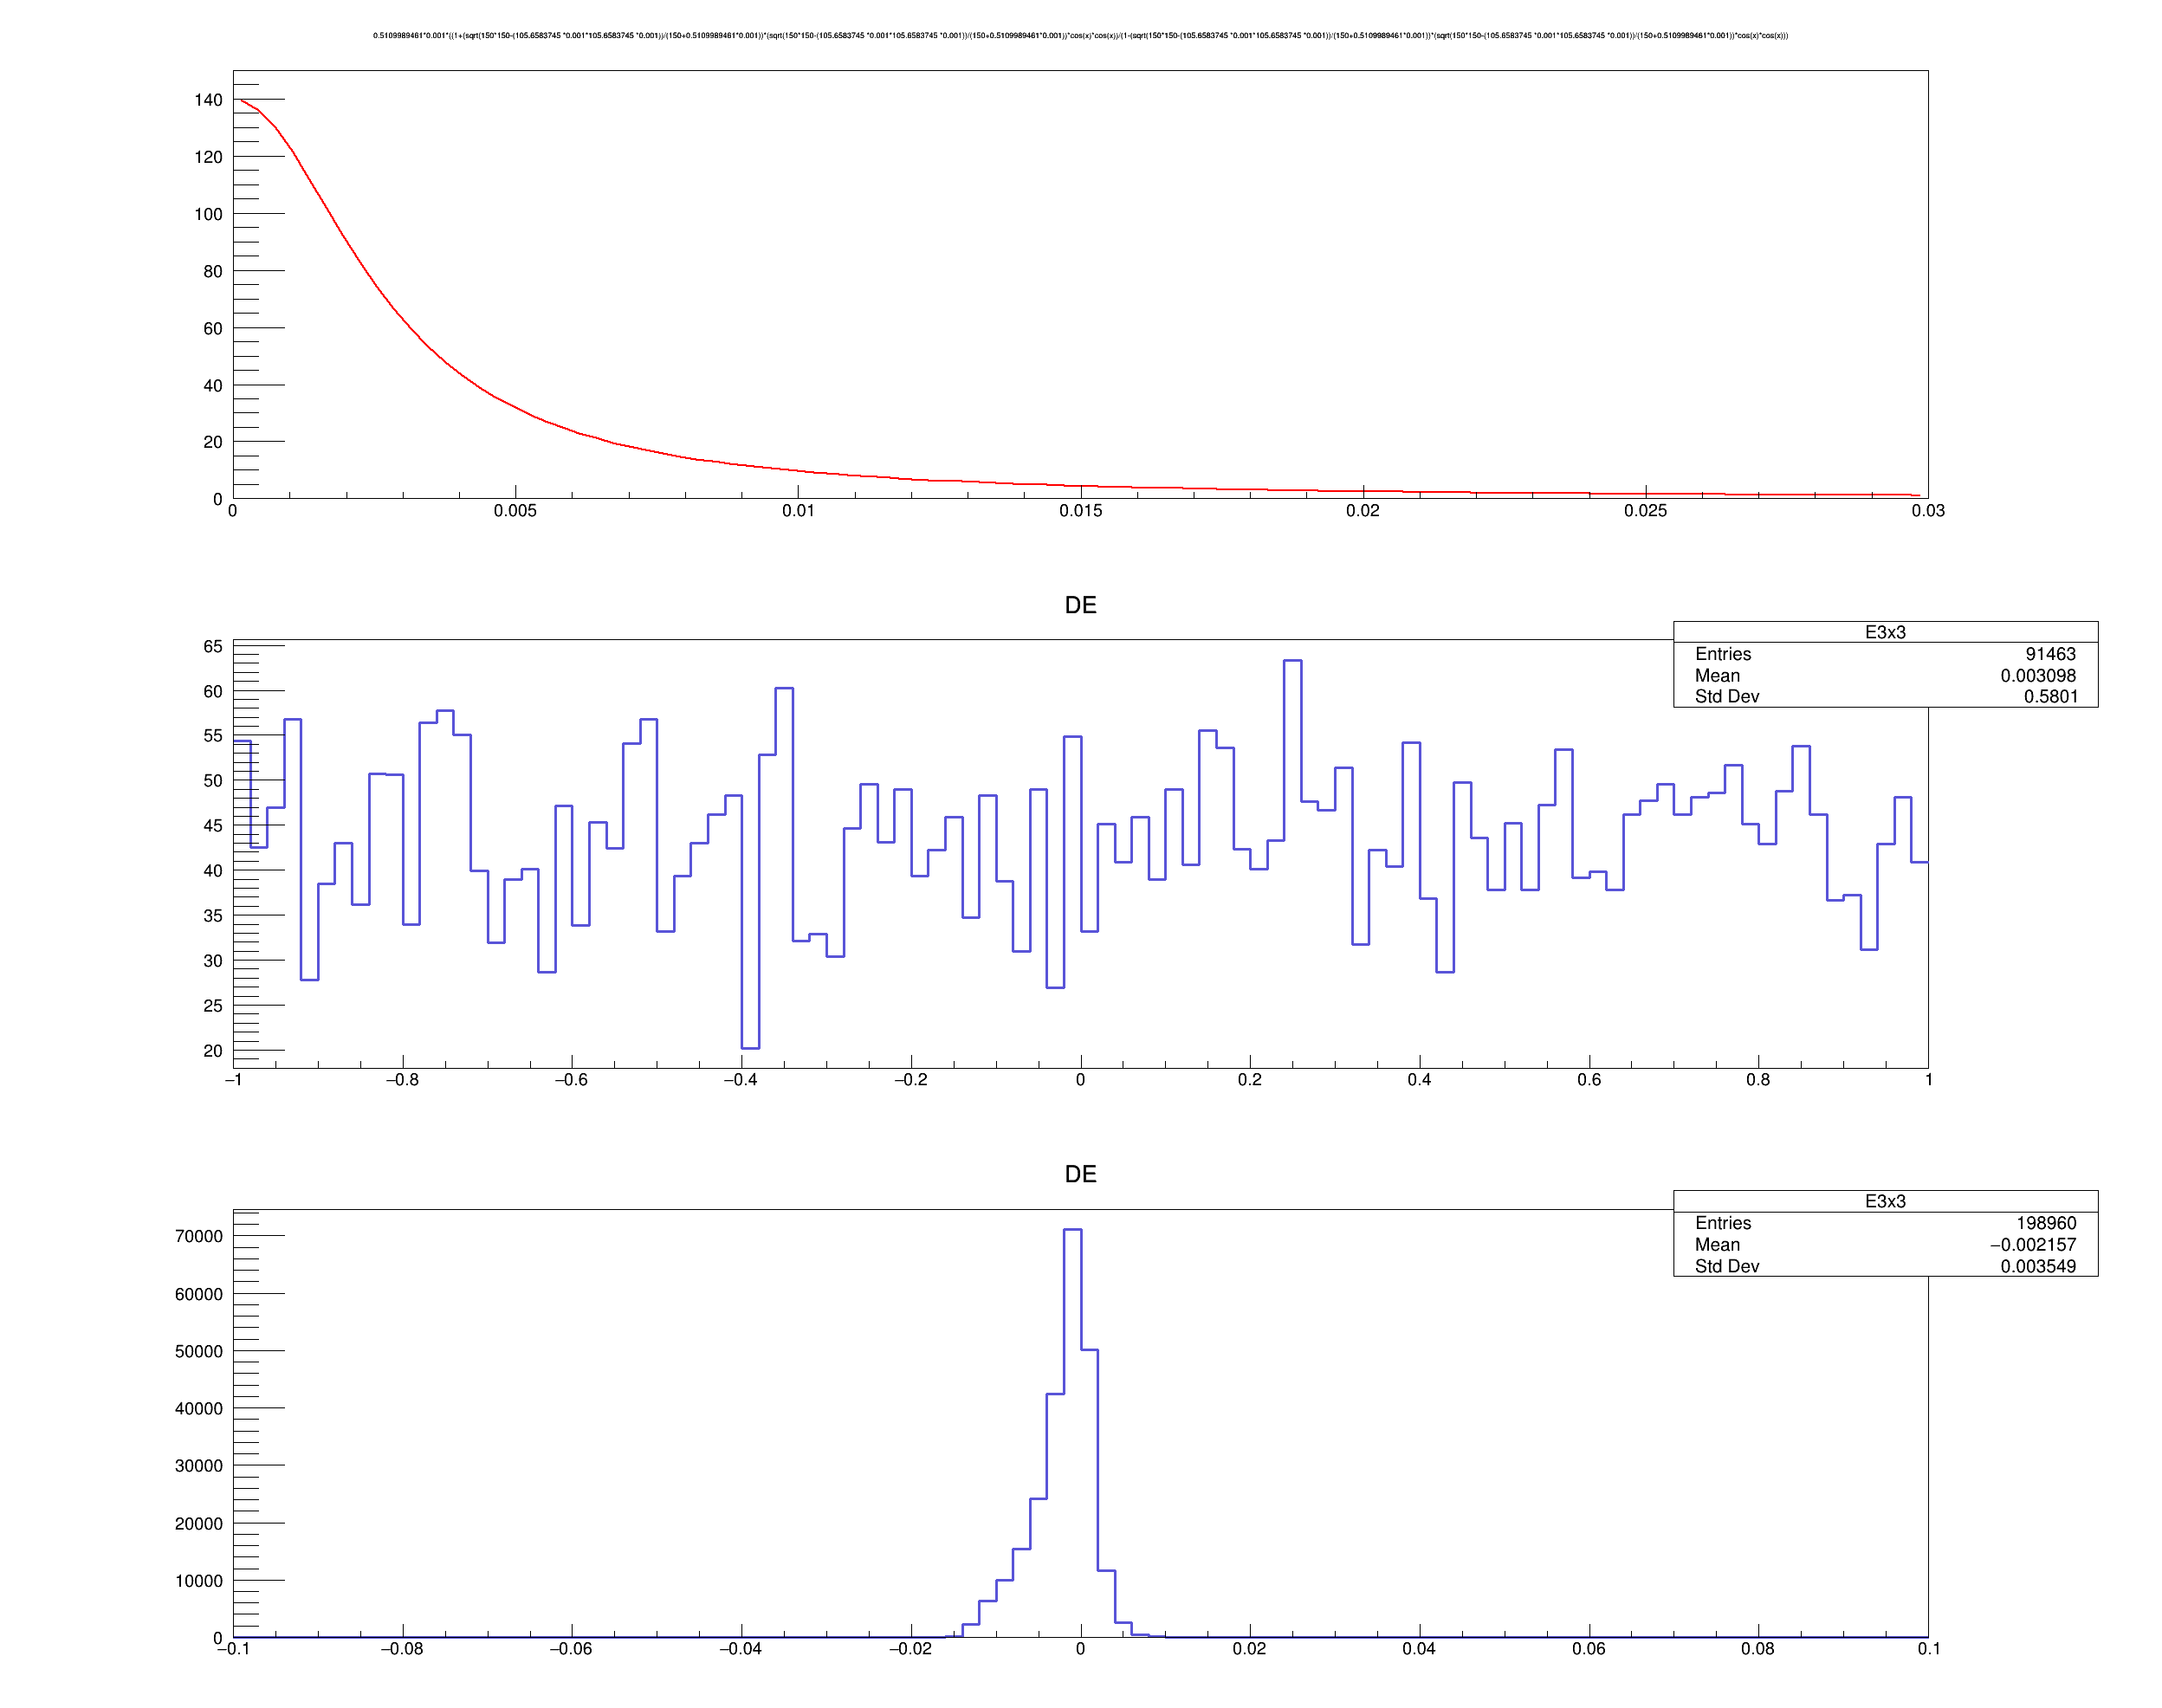 0.5109989461*0.001*((1+(sqrt(150*150-(105.6583745 *0.001*105.6583745 *0.001))/(150+0.5109989461*0.001))*(sqrt(150*150-(105.6583745 *0.001*105.6583745 *0.001))/(150+0.5109989461*0.001))*cos(x)*cos(x))/(1-(sqrt(150*150-(105.6583745 *0.001*105.6583745 *0.001))/(150+0.5109989461*0.001))*(sqrt(150*150-(105.6583745 *0.001*105.6583745 *0.001))/(150+0.5109989461*0.001))*cos(x)*cos(x)))
140
120
100
80
60
40
20
0
0 0.005 0.01 0.015 0.02 0.025 0.03
DE
E3x3
Entries 91463
Mean 0.003098
Std Dev 0.5801
65
60
55
50
45
40
35
30
25
20
−1 −0.8 −0.6 −0.4 −0.2 0 0.2 0.4 0.6 0.8 1
DE
E3x3
Entries 198960
Mean −0.002157
Std Dev 0.003549
70000
60000
50000
40000
30000
20000
10000
0
−0.1 −0.08 −0.06 −0.04 −0.02 0 0.02 0.04 0.06 0.08 0.1